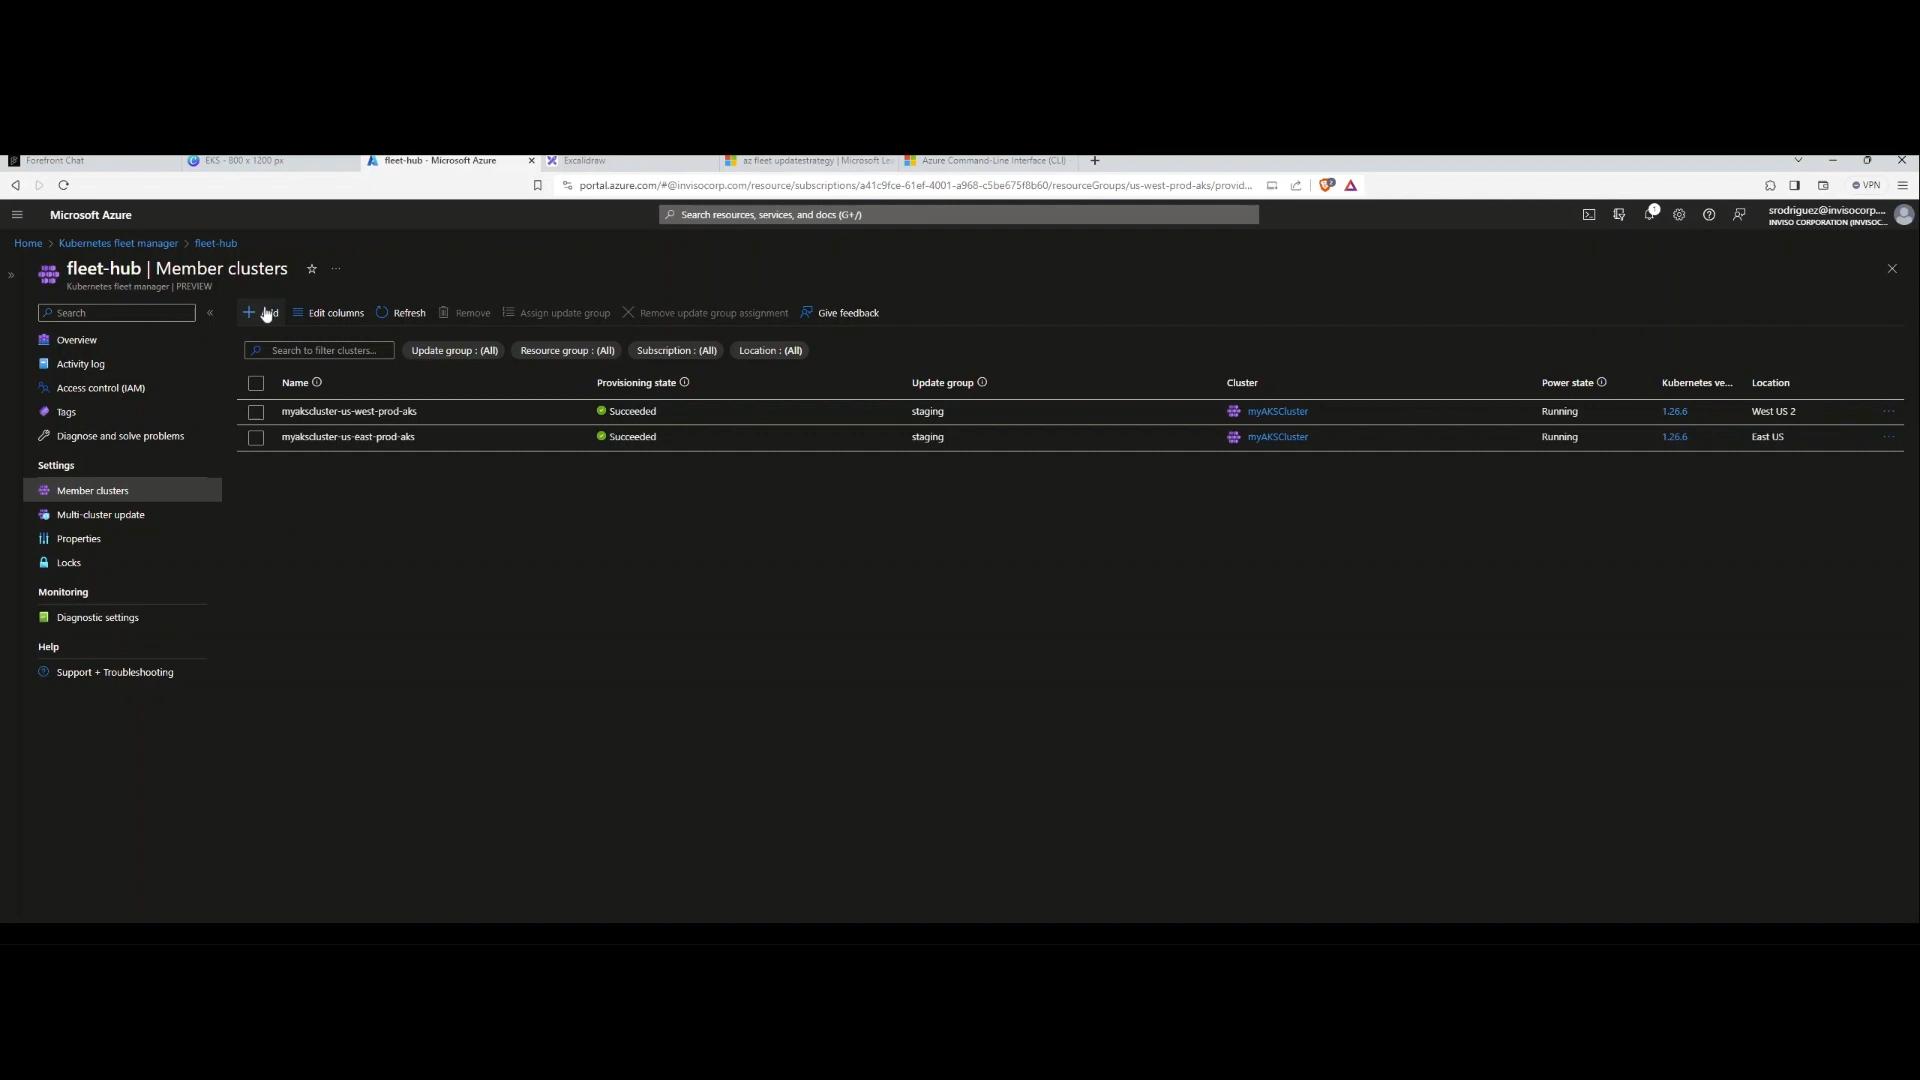 Forefront Chat
EKS - 800 x 1200 px
fleet-hub - Microsoft Azure
Excalidraw
az fleet updatestrategy | Microsoft Lea
Azure Command-Line Interface (CLI)
portal.azure.com/#@invisocorp.com/resource/subscriptions/a41c9fce-61ef-4001-a968-c5be675f8b60/resourceGroups/us-west-prod-aks/provid...
VPN
Microsoft Azure
Search resources, services, and docs (G+/)
1
srodriguez@invisocorp....
INVISO CORPORATION (INVISOC...
Home > Kubernetes fleet manager > fleet-hub
fleet-hub | Member clusters
Kubernetes fleet manager | PREVIEW
Search
Overview
Activity log
Access control (IAM)
Tags
Diagnose and solve problems
Settings
Member clusters
Multi-cluster update
Properties
Locks
Monitoring
Diagnostic settings
Help
Support + Troubleshooting
Edit columns
Refresh
Remove
Assign update group
Remove update group assignment
Give feedback
Search to filter clusters...
Update group : (All)
Resource group : (All)
Subscription : (All)
Location : (All)
Name Provisioning state Update group Cluster Power state Kubernetes ve... Location
myakscluster-us-west-prod-aks Succeeded staging myAKSCluster Running 1.26.6 West US 2
myakscluster-us-east-prod-aks Succeeded staging myAKSCluster Running 1.26.6 East US